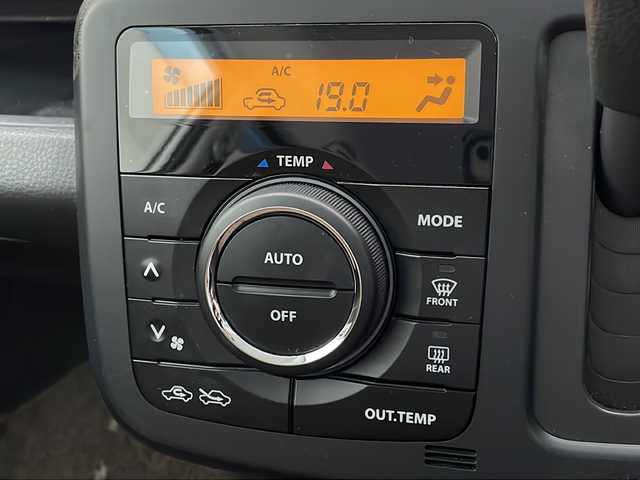 A/C
19.0
TEMP
A/C
MODE
AUTO
OFF
FRONT
REAR
OUT.TEMP